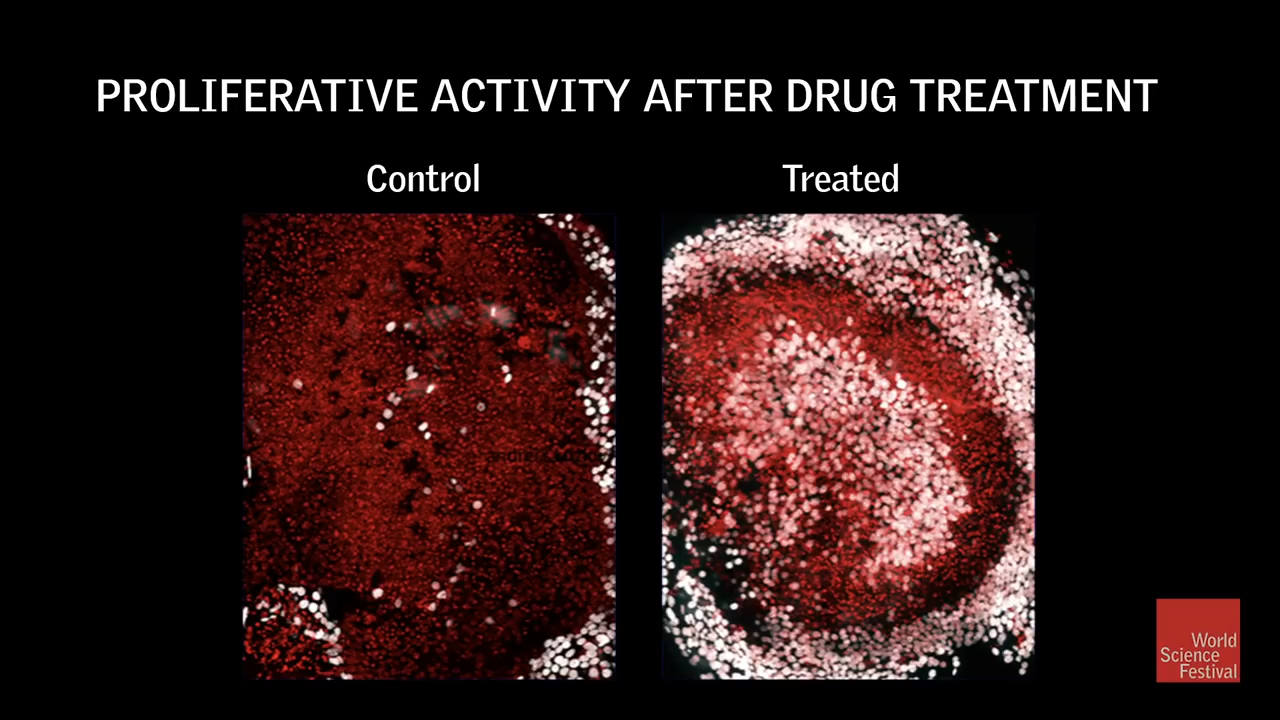 PROLIFERATIVE ACTIVITY AFTER DRUG TREATMENT
Control
Treated
World
Science
Festival